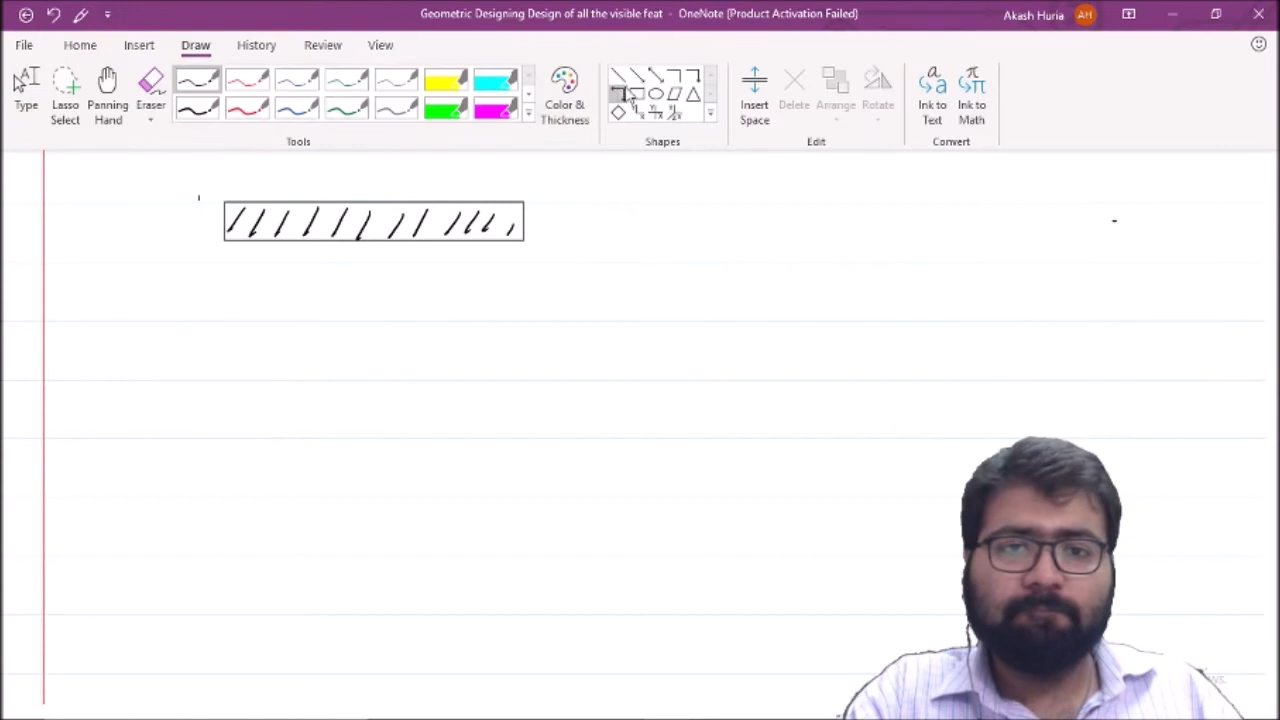 Geometric Designing Design of all the visible feat - OneNote (Product Activation Failed)
Akash Huria AH
File Home Insert Draw History Review View
Type
Lasso Select
Panning Hand
Eraser
Color & Thickness
Insert Space
Delete
Arrange
Rotate
Ink to Text
Ink to Math
Tools
Shapes
Edit
Convert